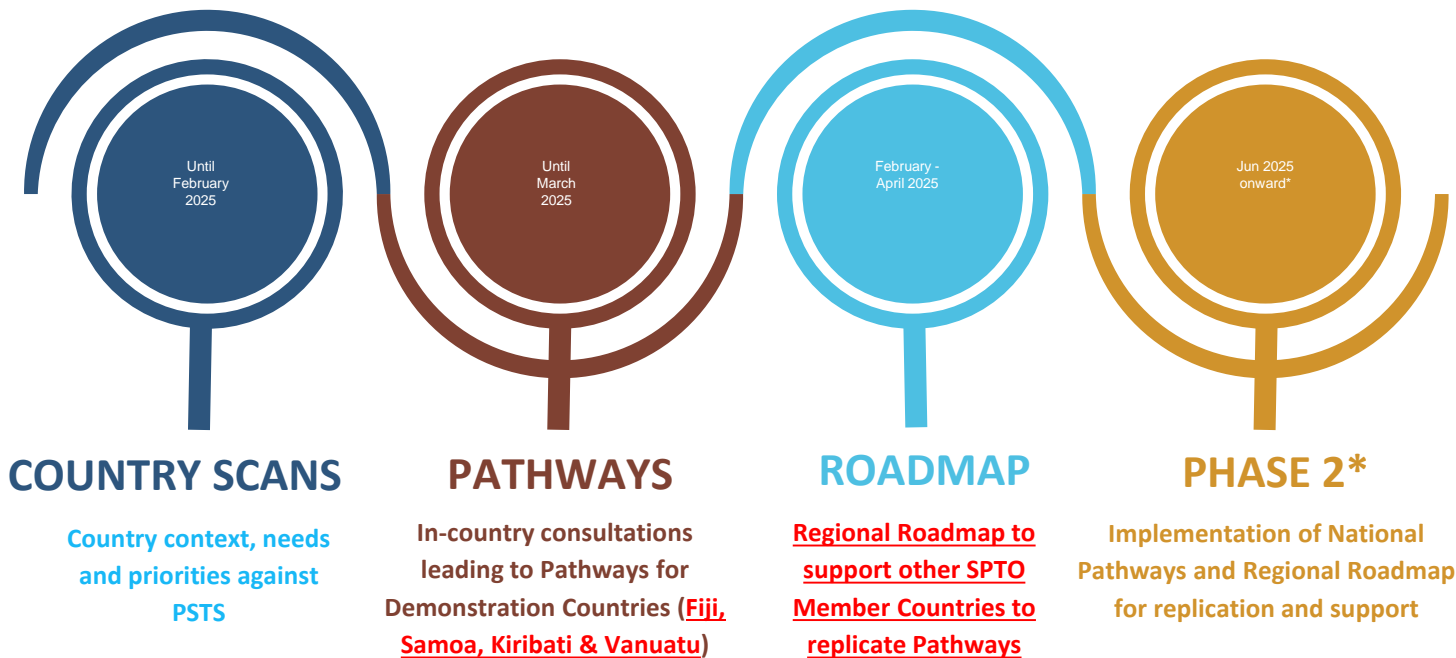 Until
February
2025
Until
March
2025
February -
April 2025
Jun 2025
onward*
COUNTRY SCANS
Country context, needs
and priorities against
PSTS
PATHWAYS
In-country consultations
leading to Pathways for
Demonstration Countries (Fiji,
Samoa, Kiribati & Vanuatu)
ROADMAP
Regional Roadmap to
support other SPTO
Member Countries to
replicate Pathways
PHASE 2*
Implementation of National
Pathways and Regional Roadmap
for replication and support